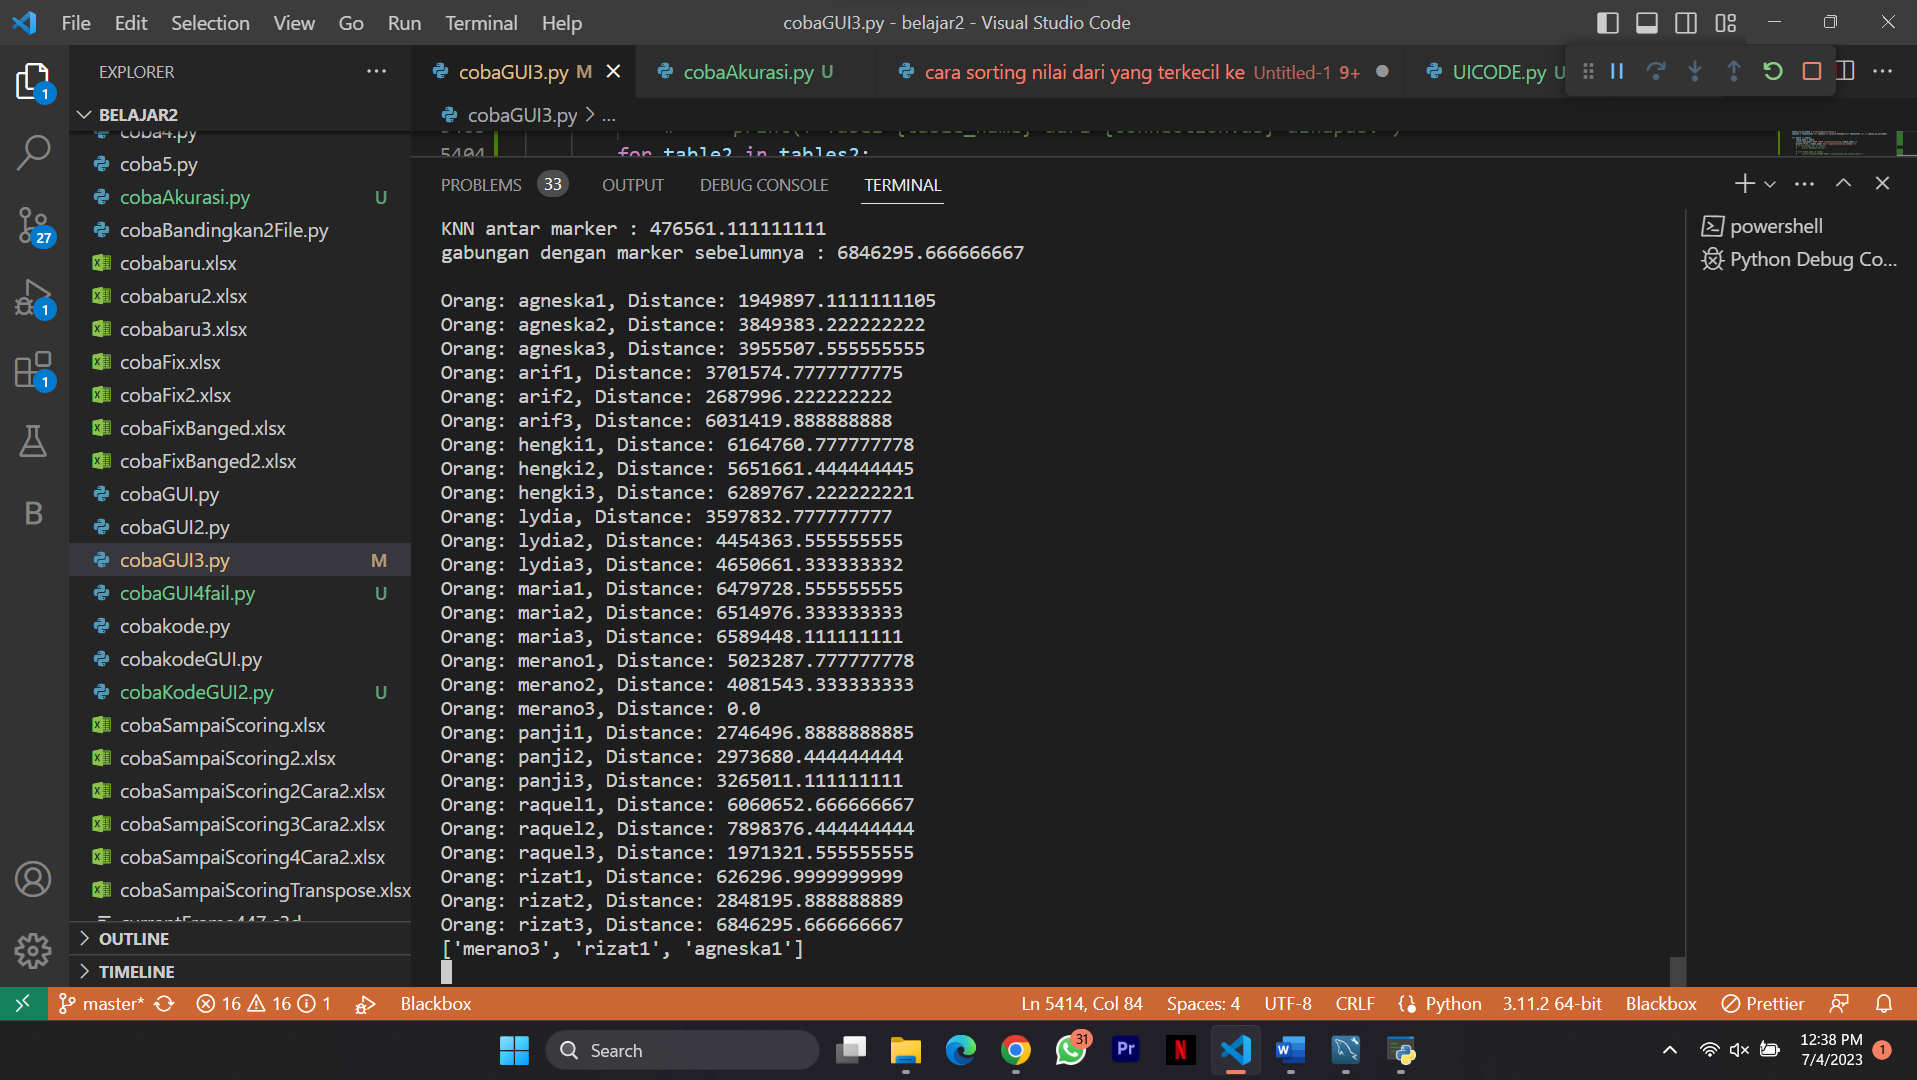 File Edit Selection View Go Run Terminal Help
cobaGUI3.py - belajar2 - Visual Studio Code
EXPLORER ...
cobaGUI3.py M
cobaAkurasi.py U
cara sorting nilai dari yang terkecil ke Untitled-1 9+
UICODE.py U
BELAJAR2
coba4.py
coba5.py
cobaAkurasi.py U
cobaBandingkan2File.py
cobabaru.xlsx
cobabaru2.xlsx
cobabaru3.xlsx
cobaFix.xlsx
cobaFix2.xlsx
cobaFixBanged.xlsx
cobaFixBanged2.xlsx
cobaGUI.py
cobaGUI2.py
cobaGUI3.py M
cobaGUI4fail.py U
cobakode.py
cobakodeGUI.py
cobaKodeGUI2.py U
cobaSampaiScoring.xlsx
cobaSampaiScoring2.xlsx
cobaSampaiScoring2Cara2.xlsx
cobaSampaiScoring3Cara2.xlsx
cobaSampaiScoring4Cara2.xlsx
cobaSampaiScoringTranspose.xlsx
OUTLINE
TIMELINE
1
27
1
1
B
cobaGUI3.py > ...
5404 for table2 in tables2:
PROBLEMS 33 OUTPUT DEBUG CONSOLE TERMINAL
powershell
Python Debug Co...
KNN antar marker : 476561.111111111
gabungan dengan marker sebelumnya : 6846295.666666667
Orang: agneska1, Distance: 1949897.1111111105
Orang: agneska2, Distance: 3849383.222222222
Orang: agneska3, Distance: 3955507.555555555
Orang: arif1, Distance: 3701574.7777777775
Orang: arif2, Distance: 2687996.222222222
Orang: arif3, Distance: 6031419.888888888
Orang: hengki1, Distance: 6164760.777777778
Orang: hengki2, Distance: 5651661.444444445
Orang: hengki3, Distance: 6289767.222222221
Orang: lydia, Distance: 3597832.777777777
Orang: lydia2, Distance: 4454363.555555555
Orang: lydia3, Distance: 4650661.333333332
Orang: maria1, Distance: 6479728.555555555
Orang: maria2, Distance: 6514976.333333333
Orang: maria3, Distance: 6589448.111111111
Orang: merano1, Distance: 5023287.777777778
Orang: merano2, Distance: 4081543.333333333
Orang: merano3, Distance: 0.0
Orang: panji1, Distance: 2746496.8888888885
Orang: panji2, Distance: 2973680.444444444
Orang: panji3, Distance: 3265011.111111111
Orang: raquel1, Distance: 6060652.666666667
Orang: raquel2, Distance: 7898376.444444444
Orang: raquel3, Distance: 1971321.555555555
Orang: rizat1, Distance: 626296.9999999999
Orang: rizat2, Distance: 2848195.888888889
Orang: rizat3, Distance: 6846295.666666667
['merano3', 'rizat1', 'agneska1']
master* 16 16 1 Blackbox
Ln 5414, Col 84 Spaces: 4 UTF-8 CRLF Python 3.11.2 64-bit Blackbox Prettier
Search
31
Pr
N
W
12:38 PM
7/4/2023
1